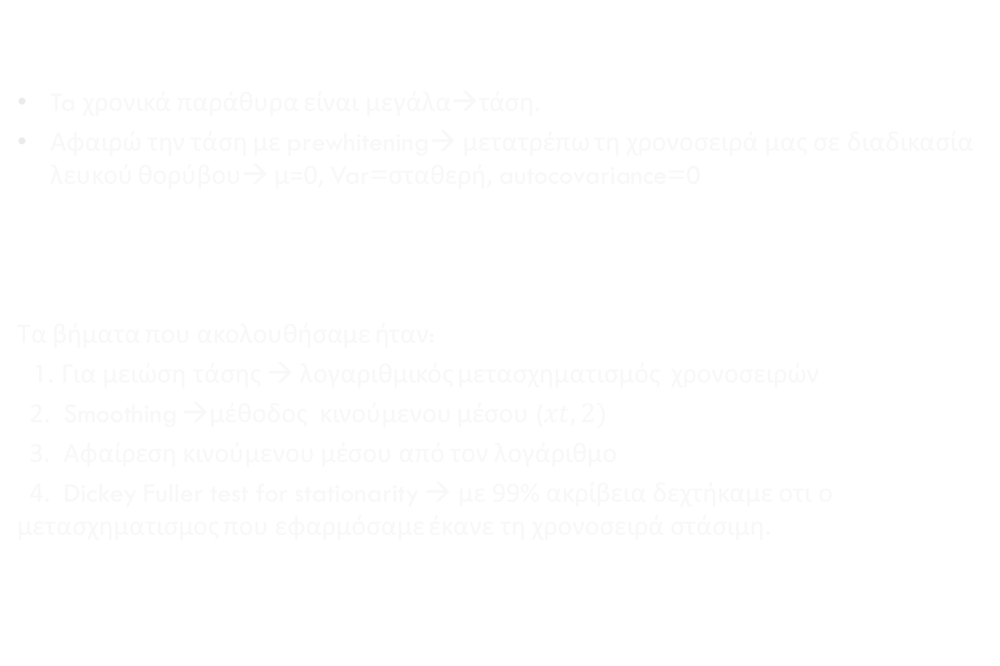 • Τα χρονικά παράθυρα είναι μεγάλα→τάση.
• Αφαιρώ την τάση με prewhitening→ μετατρέπω τη χρονοσειρά μας σε διαδικασία
λευκού θορύβου→ μ=0, Var=σταθερή, autocovariance=0
Τα βήματα που ακολουθήσαμε ήταν:
1. Για μειώση τάσης → λογαριθμικός μετασχηματισμός χρονοσειρών
2. Smoothing →μέθοδος κινούμενου μέσου (𝑥𝑡, 2)
3. Αφαίρεση κινούμενου μέσου από τον λογάριθμο
4. Dickey Fuller test for stationarity → με 99% ακρίβεια δεχτήκαμε οτι ο
μετασχηματισμος που εφαρμόσαμε έκανε τη χρονοσειρά στάσιμη.